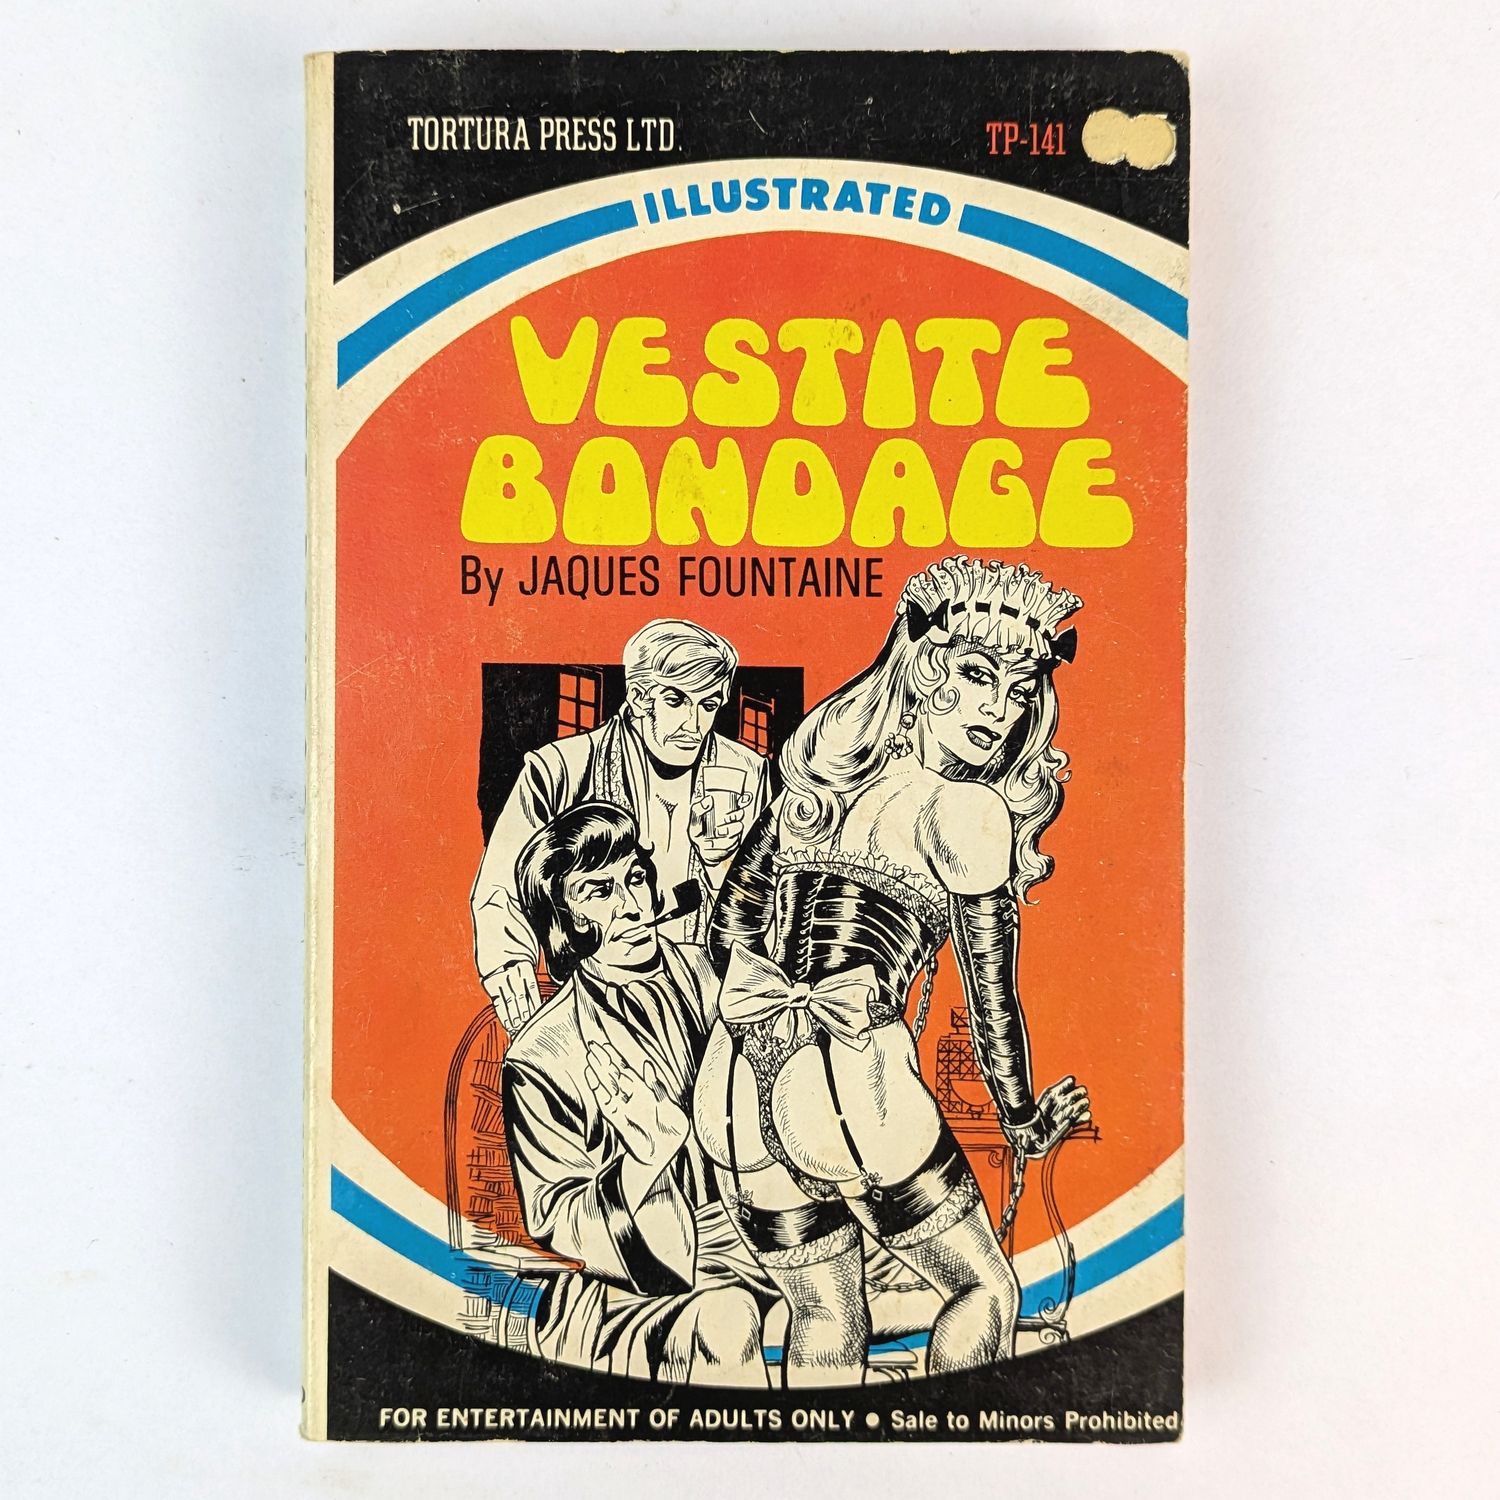 TORTURA PRESS LTD. TP-141
ILLUSTRATED
VESTITE
BONDAGE
By JAQUES FOUNTAINE
FOR ENTERTAINMENT OF ADULTS ONLY ● Sale to Minors Prohibited